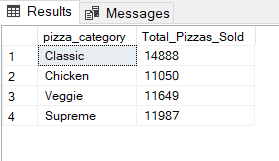 Results Messages
pizza_category Total_Pizzas_Sold
1 Classic 14888
2 Chicken 11050
3 Veggie 11649
4 Supreme 11987